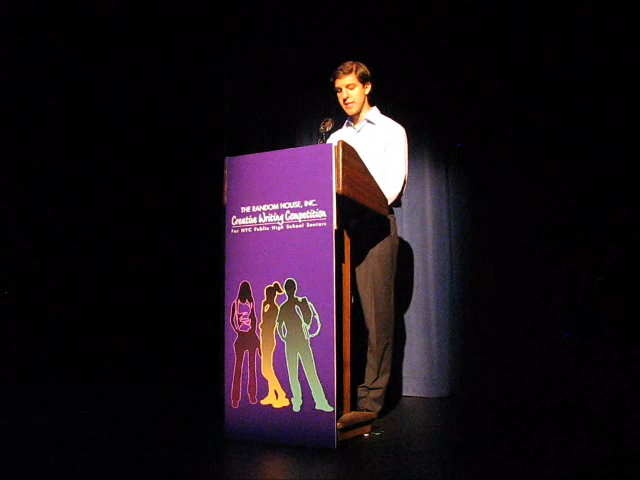 THE RANDOM HOUSE, INC.
Creative Writing Competition
For NYC Public High School Seniors